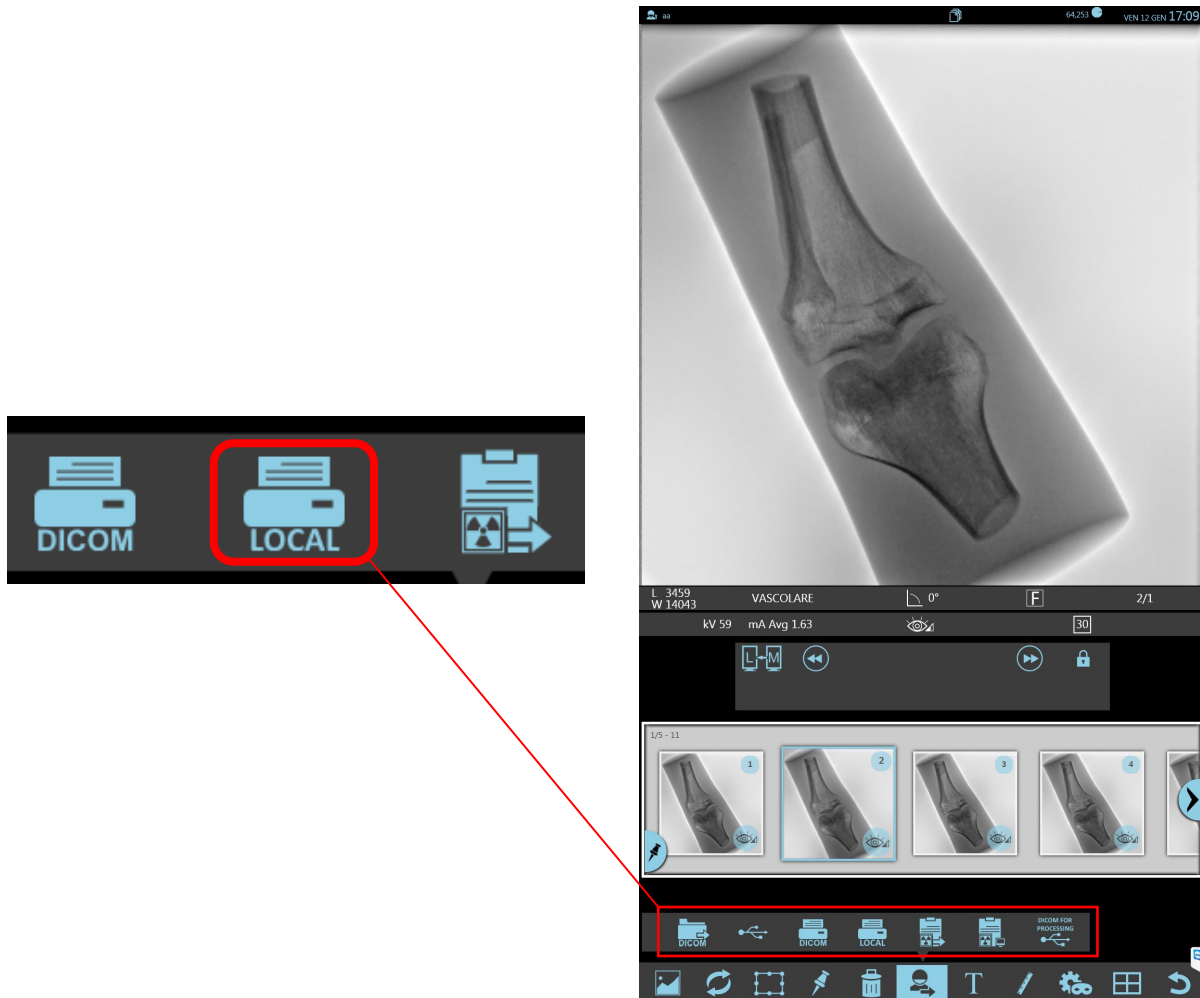 aa
64,253
VEN 12 GEN 17:09
DICOM
LOCAL
L 3459
W 14043
VASCOLARE
0°
F
2/1
kV 59
mA Avg 1.63
30
L
M
1/5 - 11
1
2
3
4
DICOM
DICOM
LOCAL
DICOM FOR
PROCESSING
T